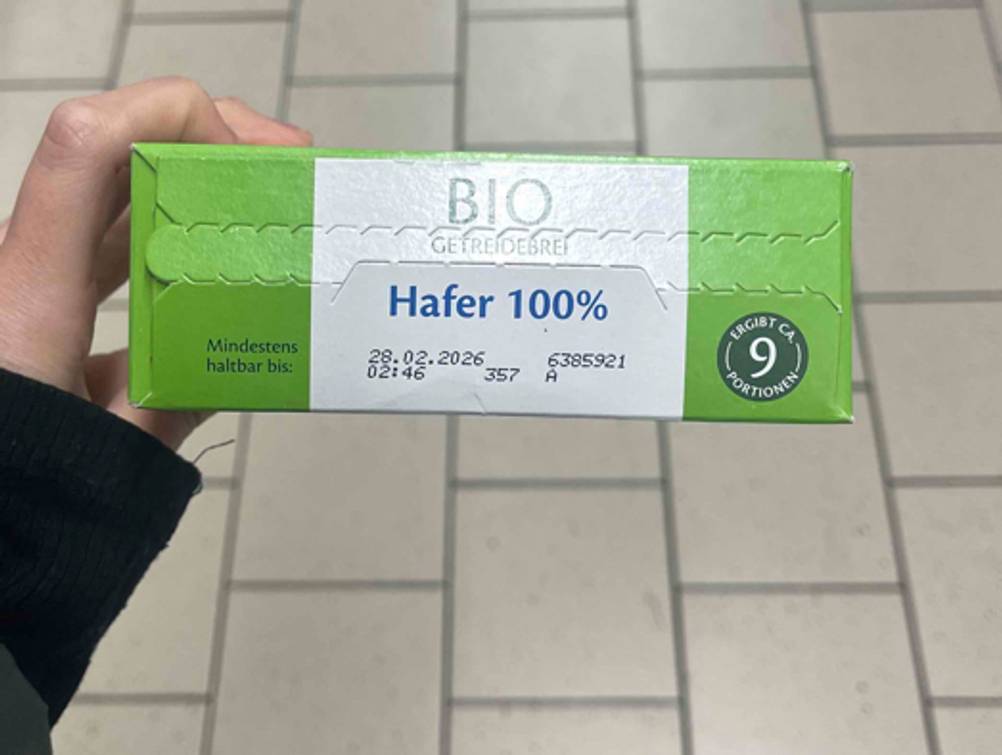 BIO
GETREIDEBREI
Hafer 100%
Mindestens
haltbar bis:
28.02.2026 6385921
02:46 357 A
ERGIBT CA.
9
PORTIONEN